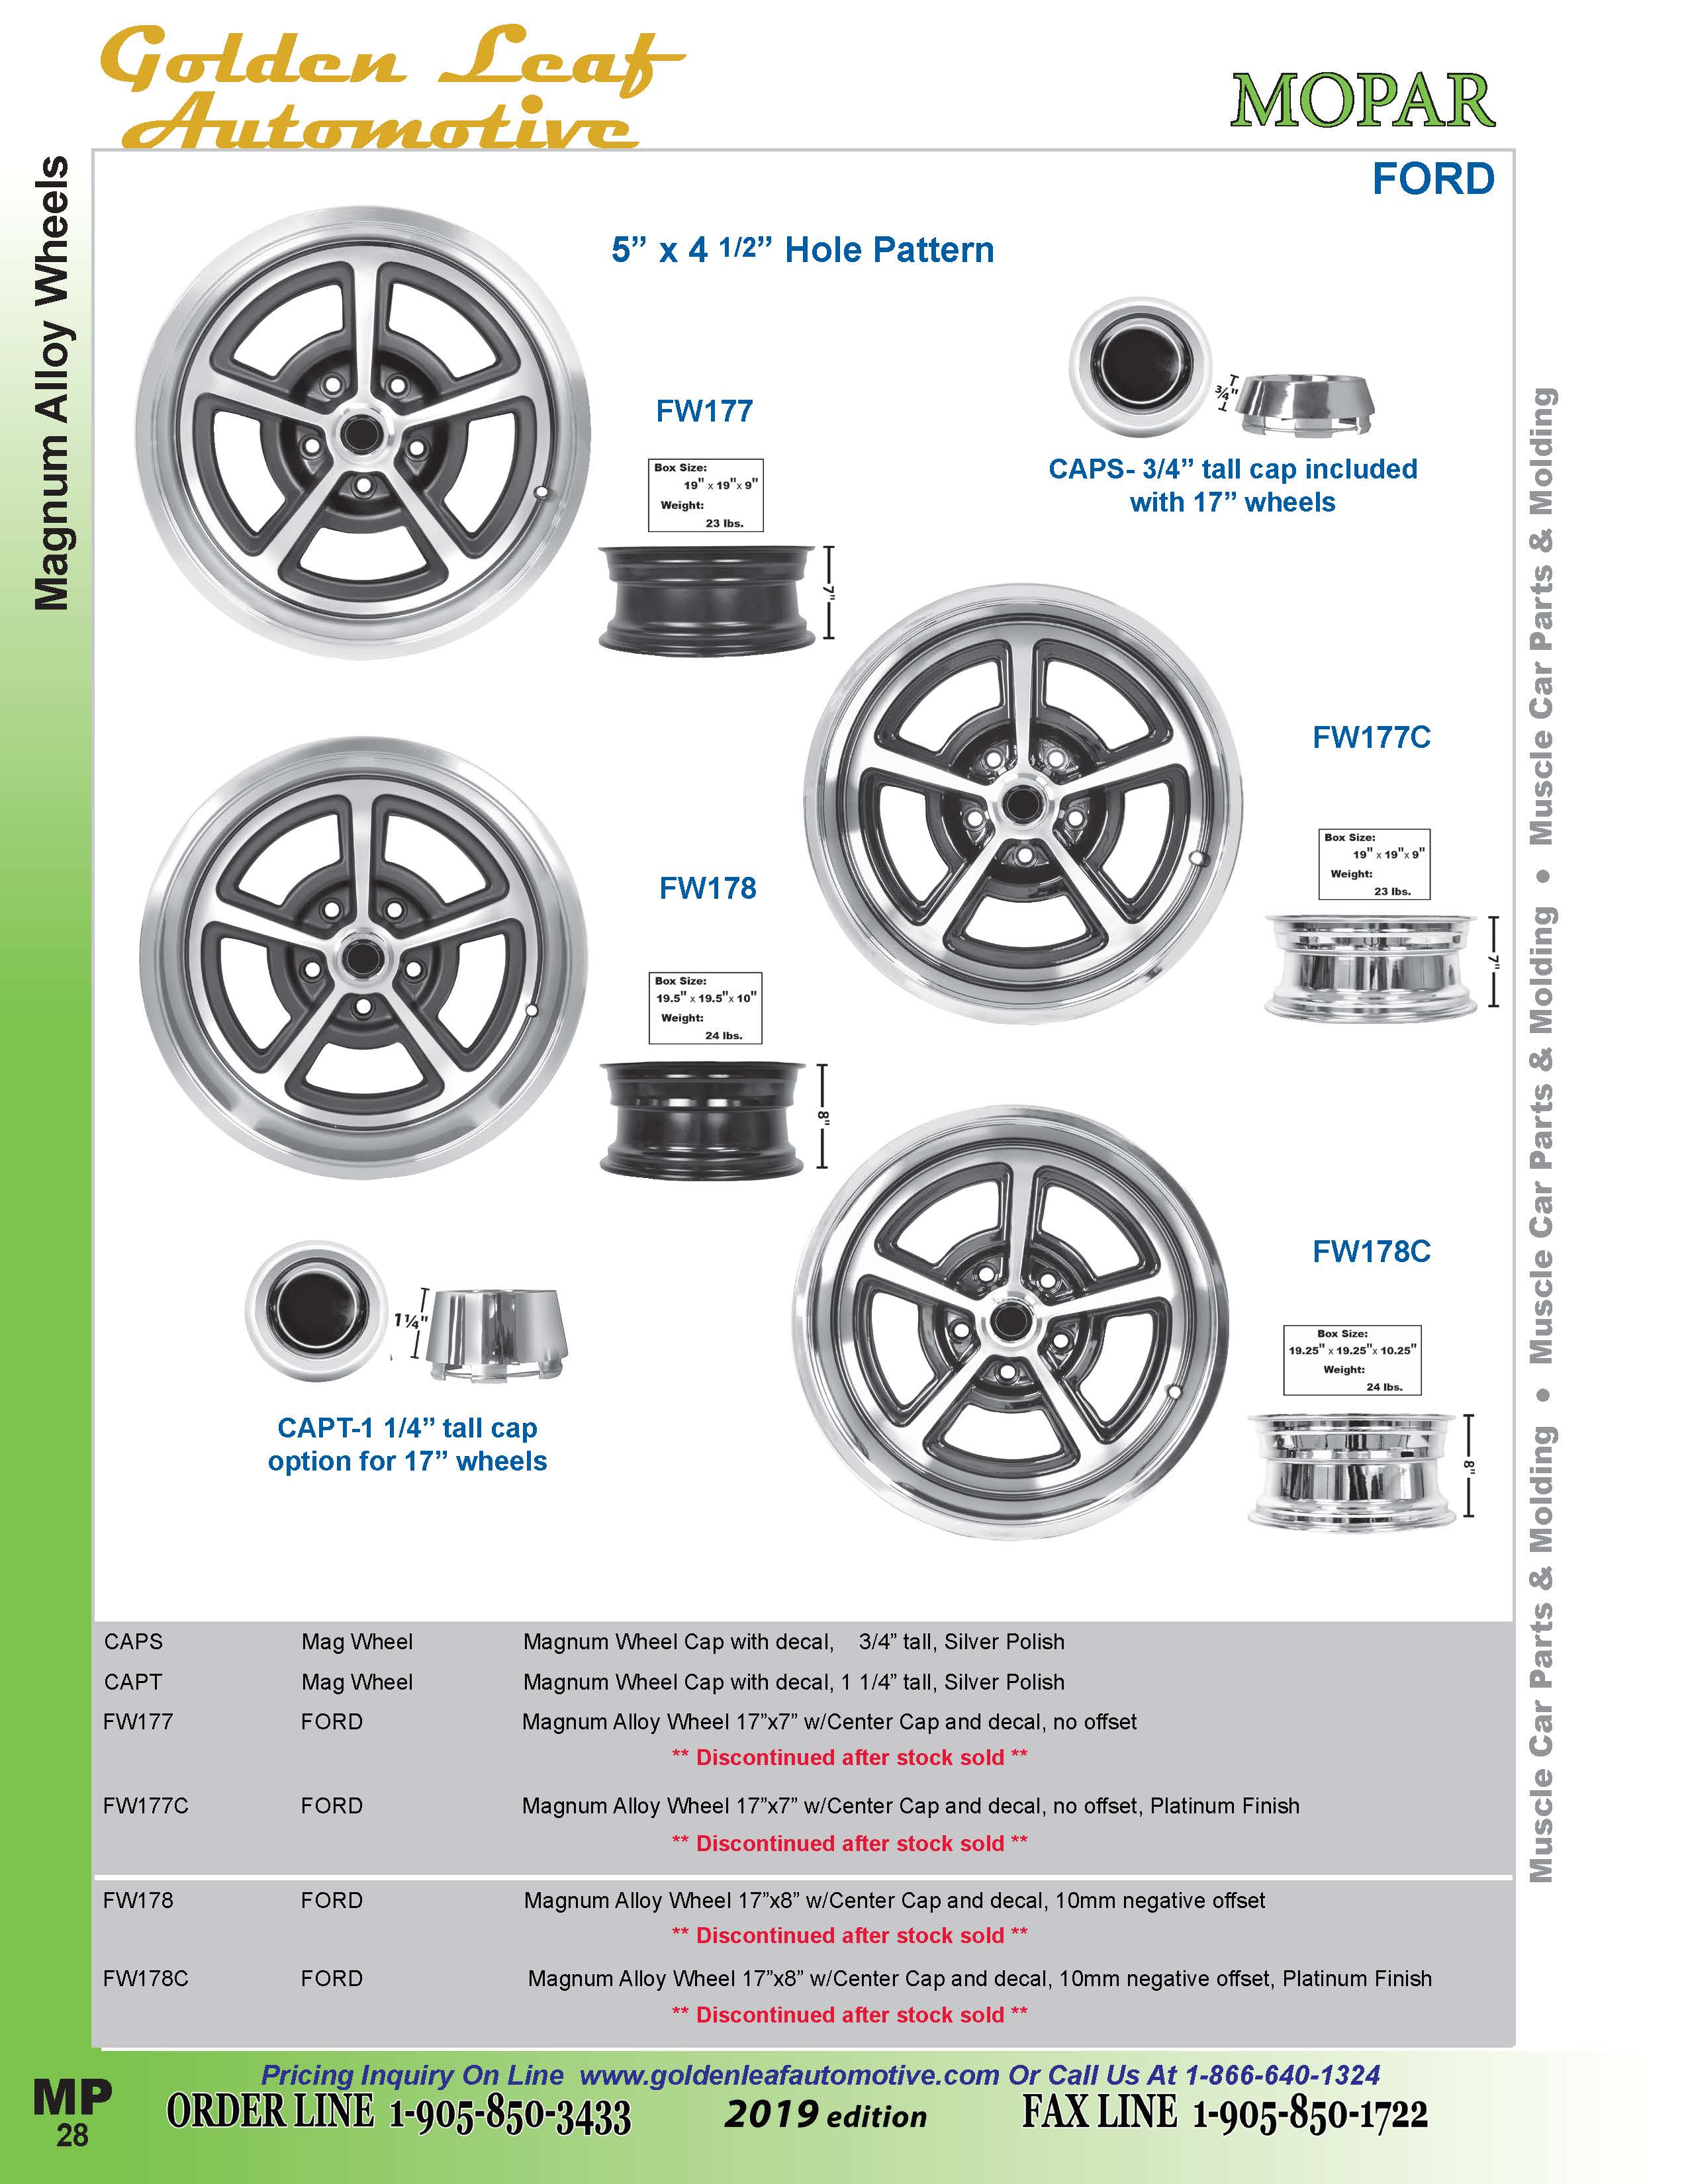 Golden Leaf
Automotive
MOPAR
FORD
Magnum Alloy Wheels
5” x 4 1/2” Hole Pattern
FW177
Box Size:
19" x 19"x 9"
Weight:
23 lbs.
7"
3/4"
CAPS- 3/4” tall cap included
with 17” wheels
FW177C
Box Size:
19" x 19"x 9"
Weight:
23 lbs.
7"
FW178
Box Size:
19.5" x 19.5"x 10"
Weight:
24 lbs.
8"
FW178C
Box Size:
19.25" x 19.25"x 10.25"
Weight:
24 lbs.
8"
1¼"
CAPT-1 1/4” tall cap
option for 17” wheels
Muscle Car Parts & Molding • Muscle Car Parts & Molding • Muscle Car Parts & Molding
CAPS Mag Wheel Magnum Wheel Cap with decal, 3/4” tall, Silver Polish
CAPT Mag Wheel Magnum Wheel Cap with decal, 1 1/4” tall, Silver Polish
FW177 FORD Magnum Alloy Wheel 17”x7” w/Center Cap and decal, no offset
** Discontinued after stock sold **
FW177C FORD Magnum Alloy Wheel 17”x7” w/Center Cap and decal, no offset, Platinum Finish
** Discontinued after stock sold **
FW178 FORD Magnum Alloy Wheel 17”x8” w/Center Cap and decal, 10mm negative offset
** Discontinued after stock sold **
FW178C FORD Magnum Alloy Wheel 17”x8” w/Center Cap and decal, 10mm negative offset, Platinum Finish
** Discontinued after stock sold **
Pricing Inquiry On Line www.goldenleafautomotive.com Or Call Us At 1-866-640-1324
MP
28
ORDER LINE 1-905-850-3433 2019 edition FAX LINE 1-905-850-1722